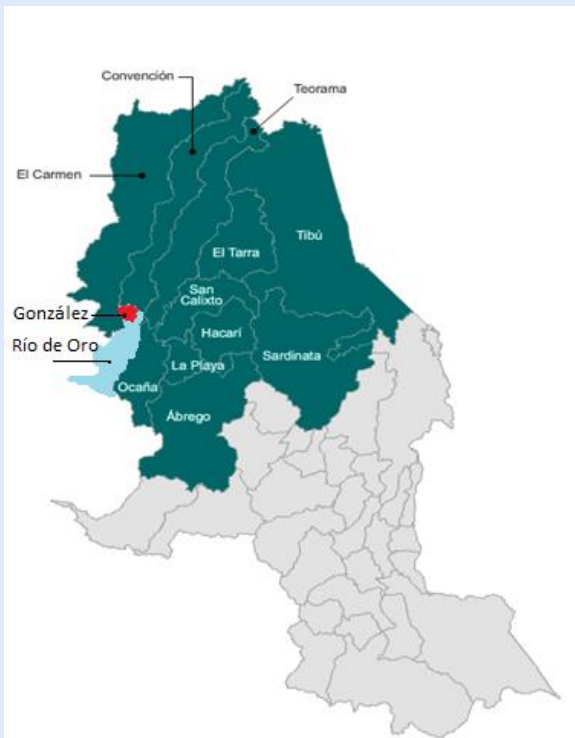 Convención
Teorama
El Carmen
Tibú
El Tarra
San
Calixto
González
Hacarí
Río de Oro
Sardinata
La Playa
Ocaña
Ábrego